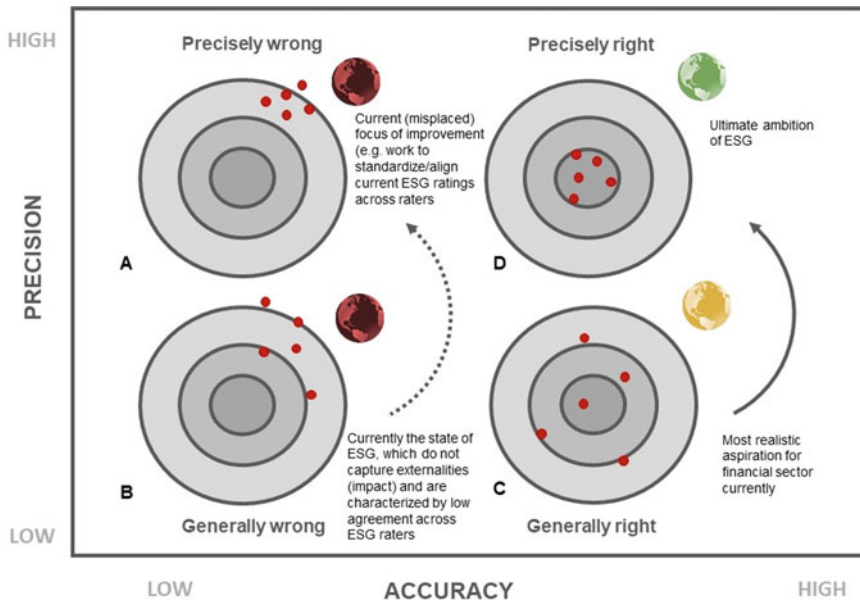 HIGH
Precisely wrong
Precisely right
Current (misplaced)
focus of improvement
(e.g. work to
standardize/align
current ESG ratings
across raters
Ultimate ambition
of ESG
A
D
PRECISION
Currently the state of
ESG, which do not
capture externalities
(impact) and are
characterized by low
agreement across
ESG raters
Most realistic
aspiration for
financial sector
currently
B
C
Generally wrong
Generally right
LOW
LOW
ACCURACY
HIGH